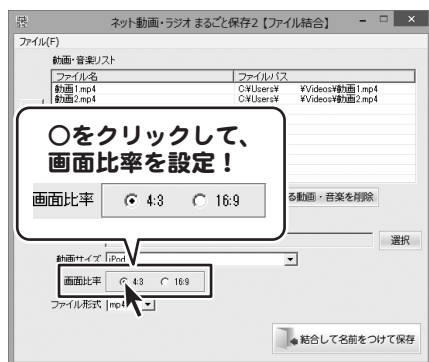 ネット動画・ラジオ まるごと保存2 【ファイル結合】
ファイル(F)
動画・音楽リスト
ファイル名 ファイルパス
動画1.mp4 C:¥Users¥ ¥Videos¥動画1.mp4
動画2.mp4 C:¥Users¥ ¥Videos¥動画2.mp4
○をクリックして、
画面比率を設定！
画面比率 4:3 16:9
る動画・音楽を削除
選択
動画サイズ iPod
画面比率 4:3 16:9
ファイル形式 mp4
結合して名前をつけて保存